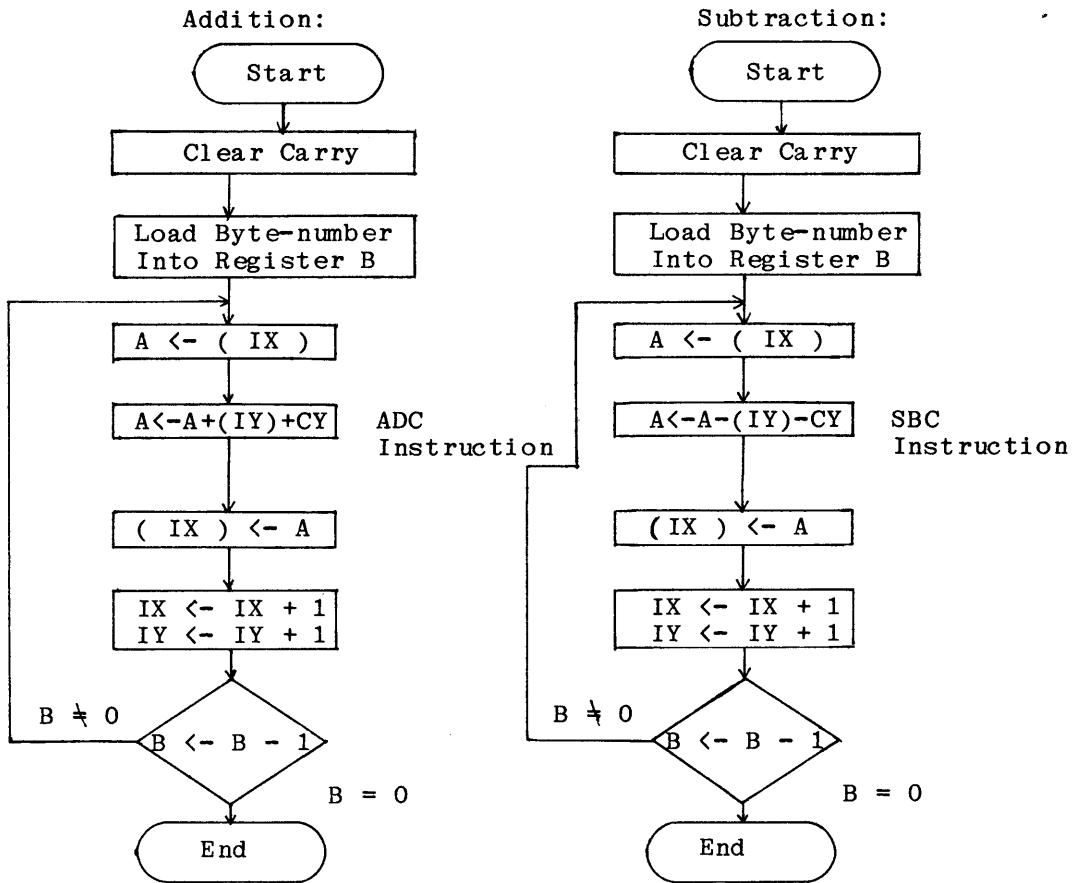 Addition:
Start
Clear Carry
Load Byte-number
Into Register B
A <- ( IX )
A<-A+(IY)+CY
ADC
Instruction
( IX ) <- A
IX <- IX + 1
IY <- IY + 1
B ≠ 0
B <- B - 1
B = 0
End
Subtraction:
Start
Clear Carry
Load Byte-number
Into Register B
A <- ( IX )
A<-A-(IY)-CY
SBC
Instruction
(IX ) <- A
IX <- IX + 1
IY <- IY + 1
B ≠ 0
B <- B - 1
B = 0
End